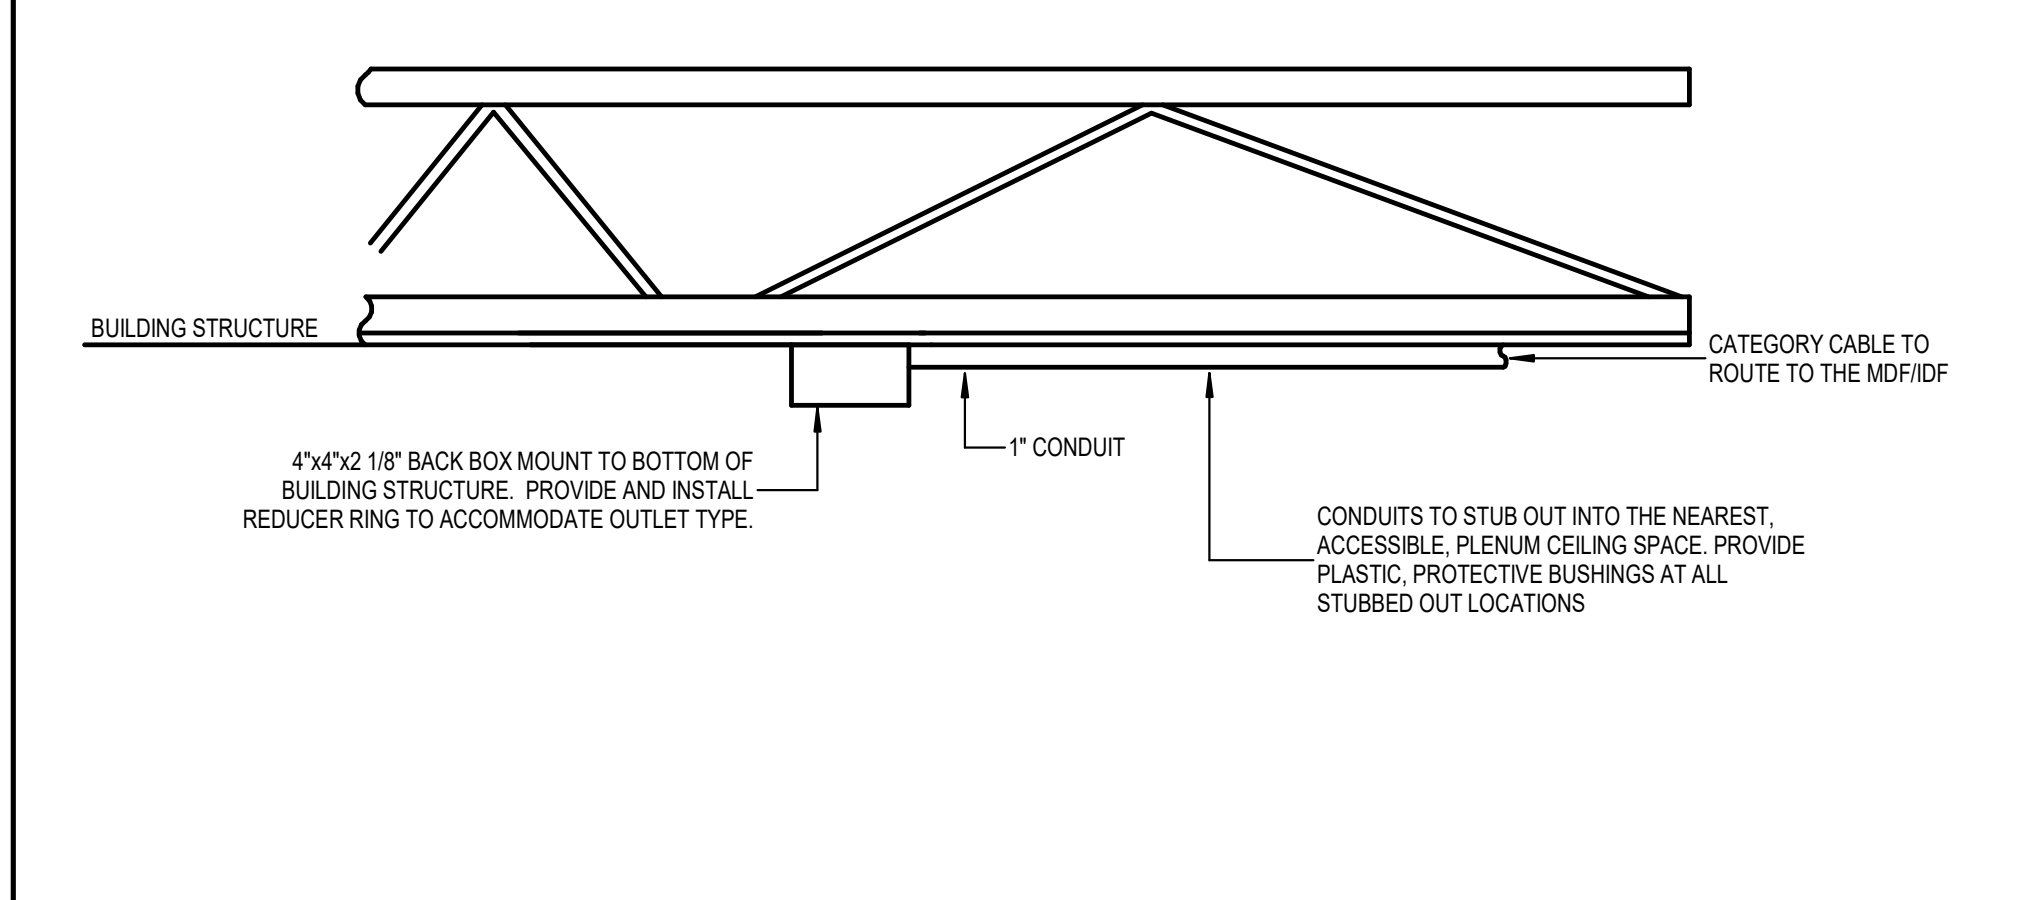 BUILDING STRUCTURE
CATEGORY CABLE TO
ROUTE TO THE MDF/IDF
1" CONDUIT
4"x4"x2 1/8" BACK BOX MOUNT TO BOTTOM OF
BUILDING STRUCTURE.  PROVIDE AND INSTALL
REDUCER RING TO ACCOMMODATE OUTLET TYPE.
CONDUITS TO STUB OUT INTO THE NEAREST,
ACCESSIBLE, PLENUM CEILING SPACE. PROVIDE
PLASTIC, PROTECTIVE BUSHINGS AT ALL
STUBBED OUT LOCATIONS